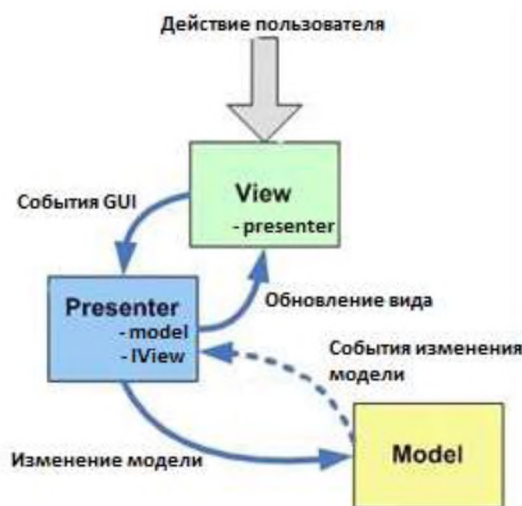 Действие пользователя
View
- presenter
События GUI
Presenter
- model
- IView
Обновление вида
События изменения
модели
Изменение модели
Model